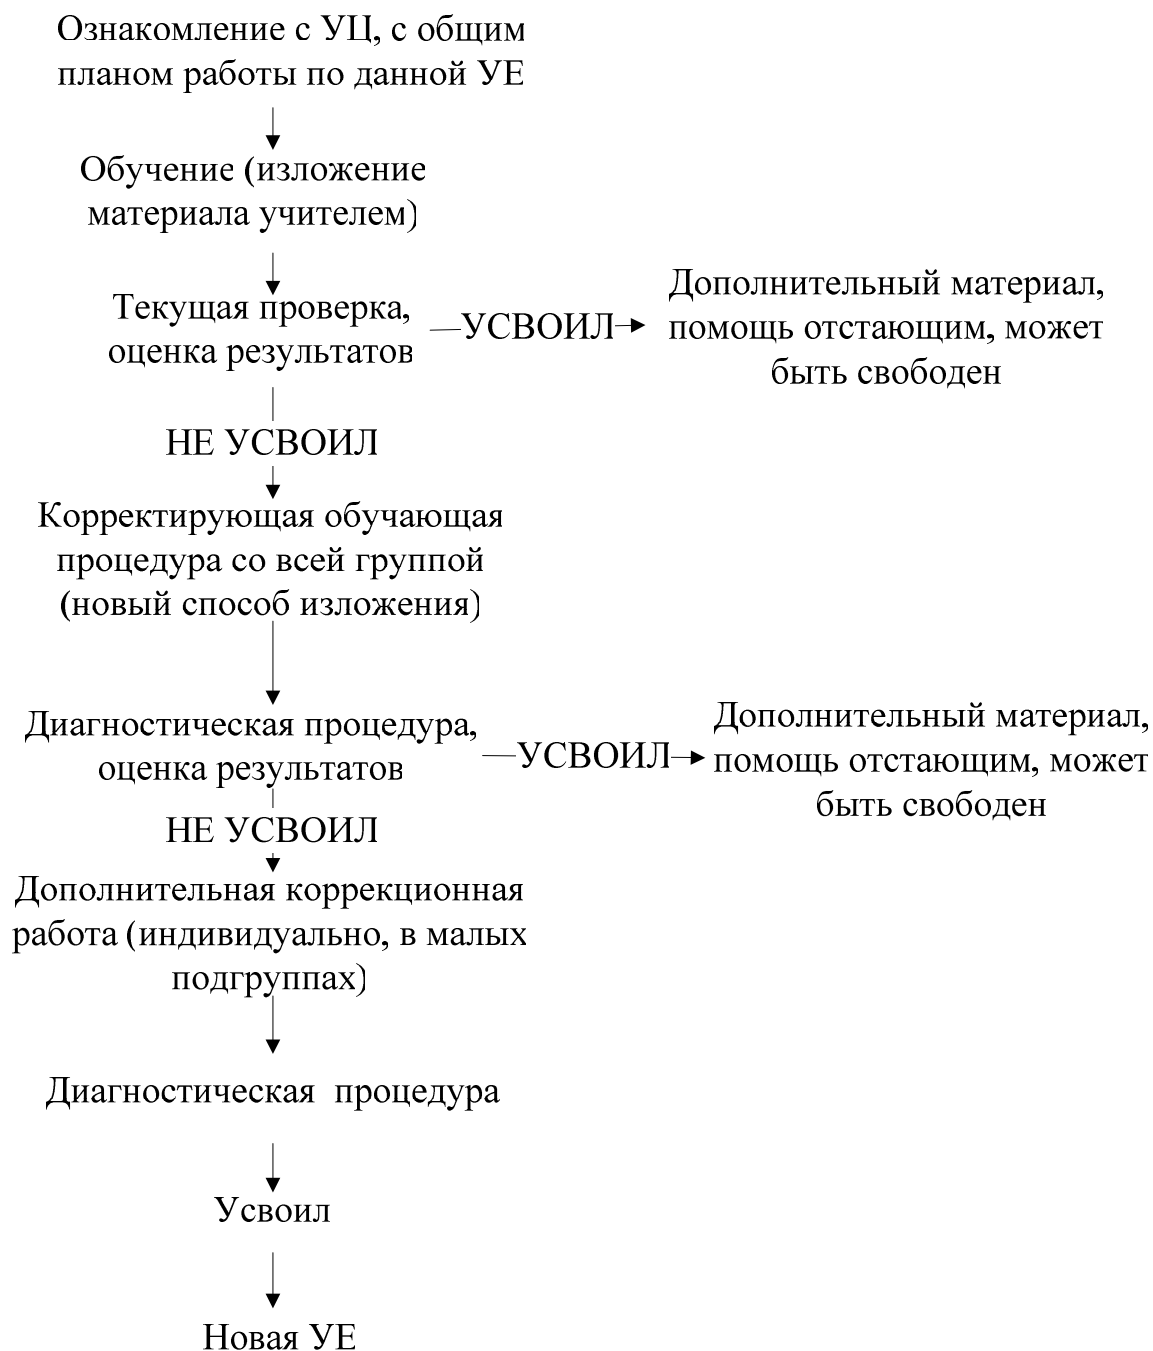 Ознакомление с УЦ, с общим
планом работы по данной УЕ
Обучение (изложение
материала учителем)
Текущая проверка,
оценка результатов
УСВОИЛ
Дополнительный материал,
помощь отстающим, может
быть свободен
НЕ УСВОИЛ
Корректирующая обучающая
процедура со всей группой
(новый способ изложения)
Диагностическая процедура,
оценка результатов
УСВОИЛ
Дополнительный материал,
помощь отстающим, может
быть свободен
НЕ УСВОИЛ
Дополнительная коррекционная
работа (индивидуально, в малых
подгруппах)
Диагностическая процедура
Усвоил
Новая УЕ